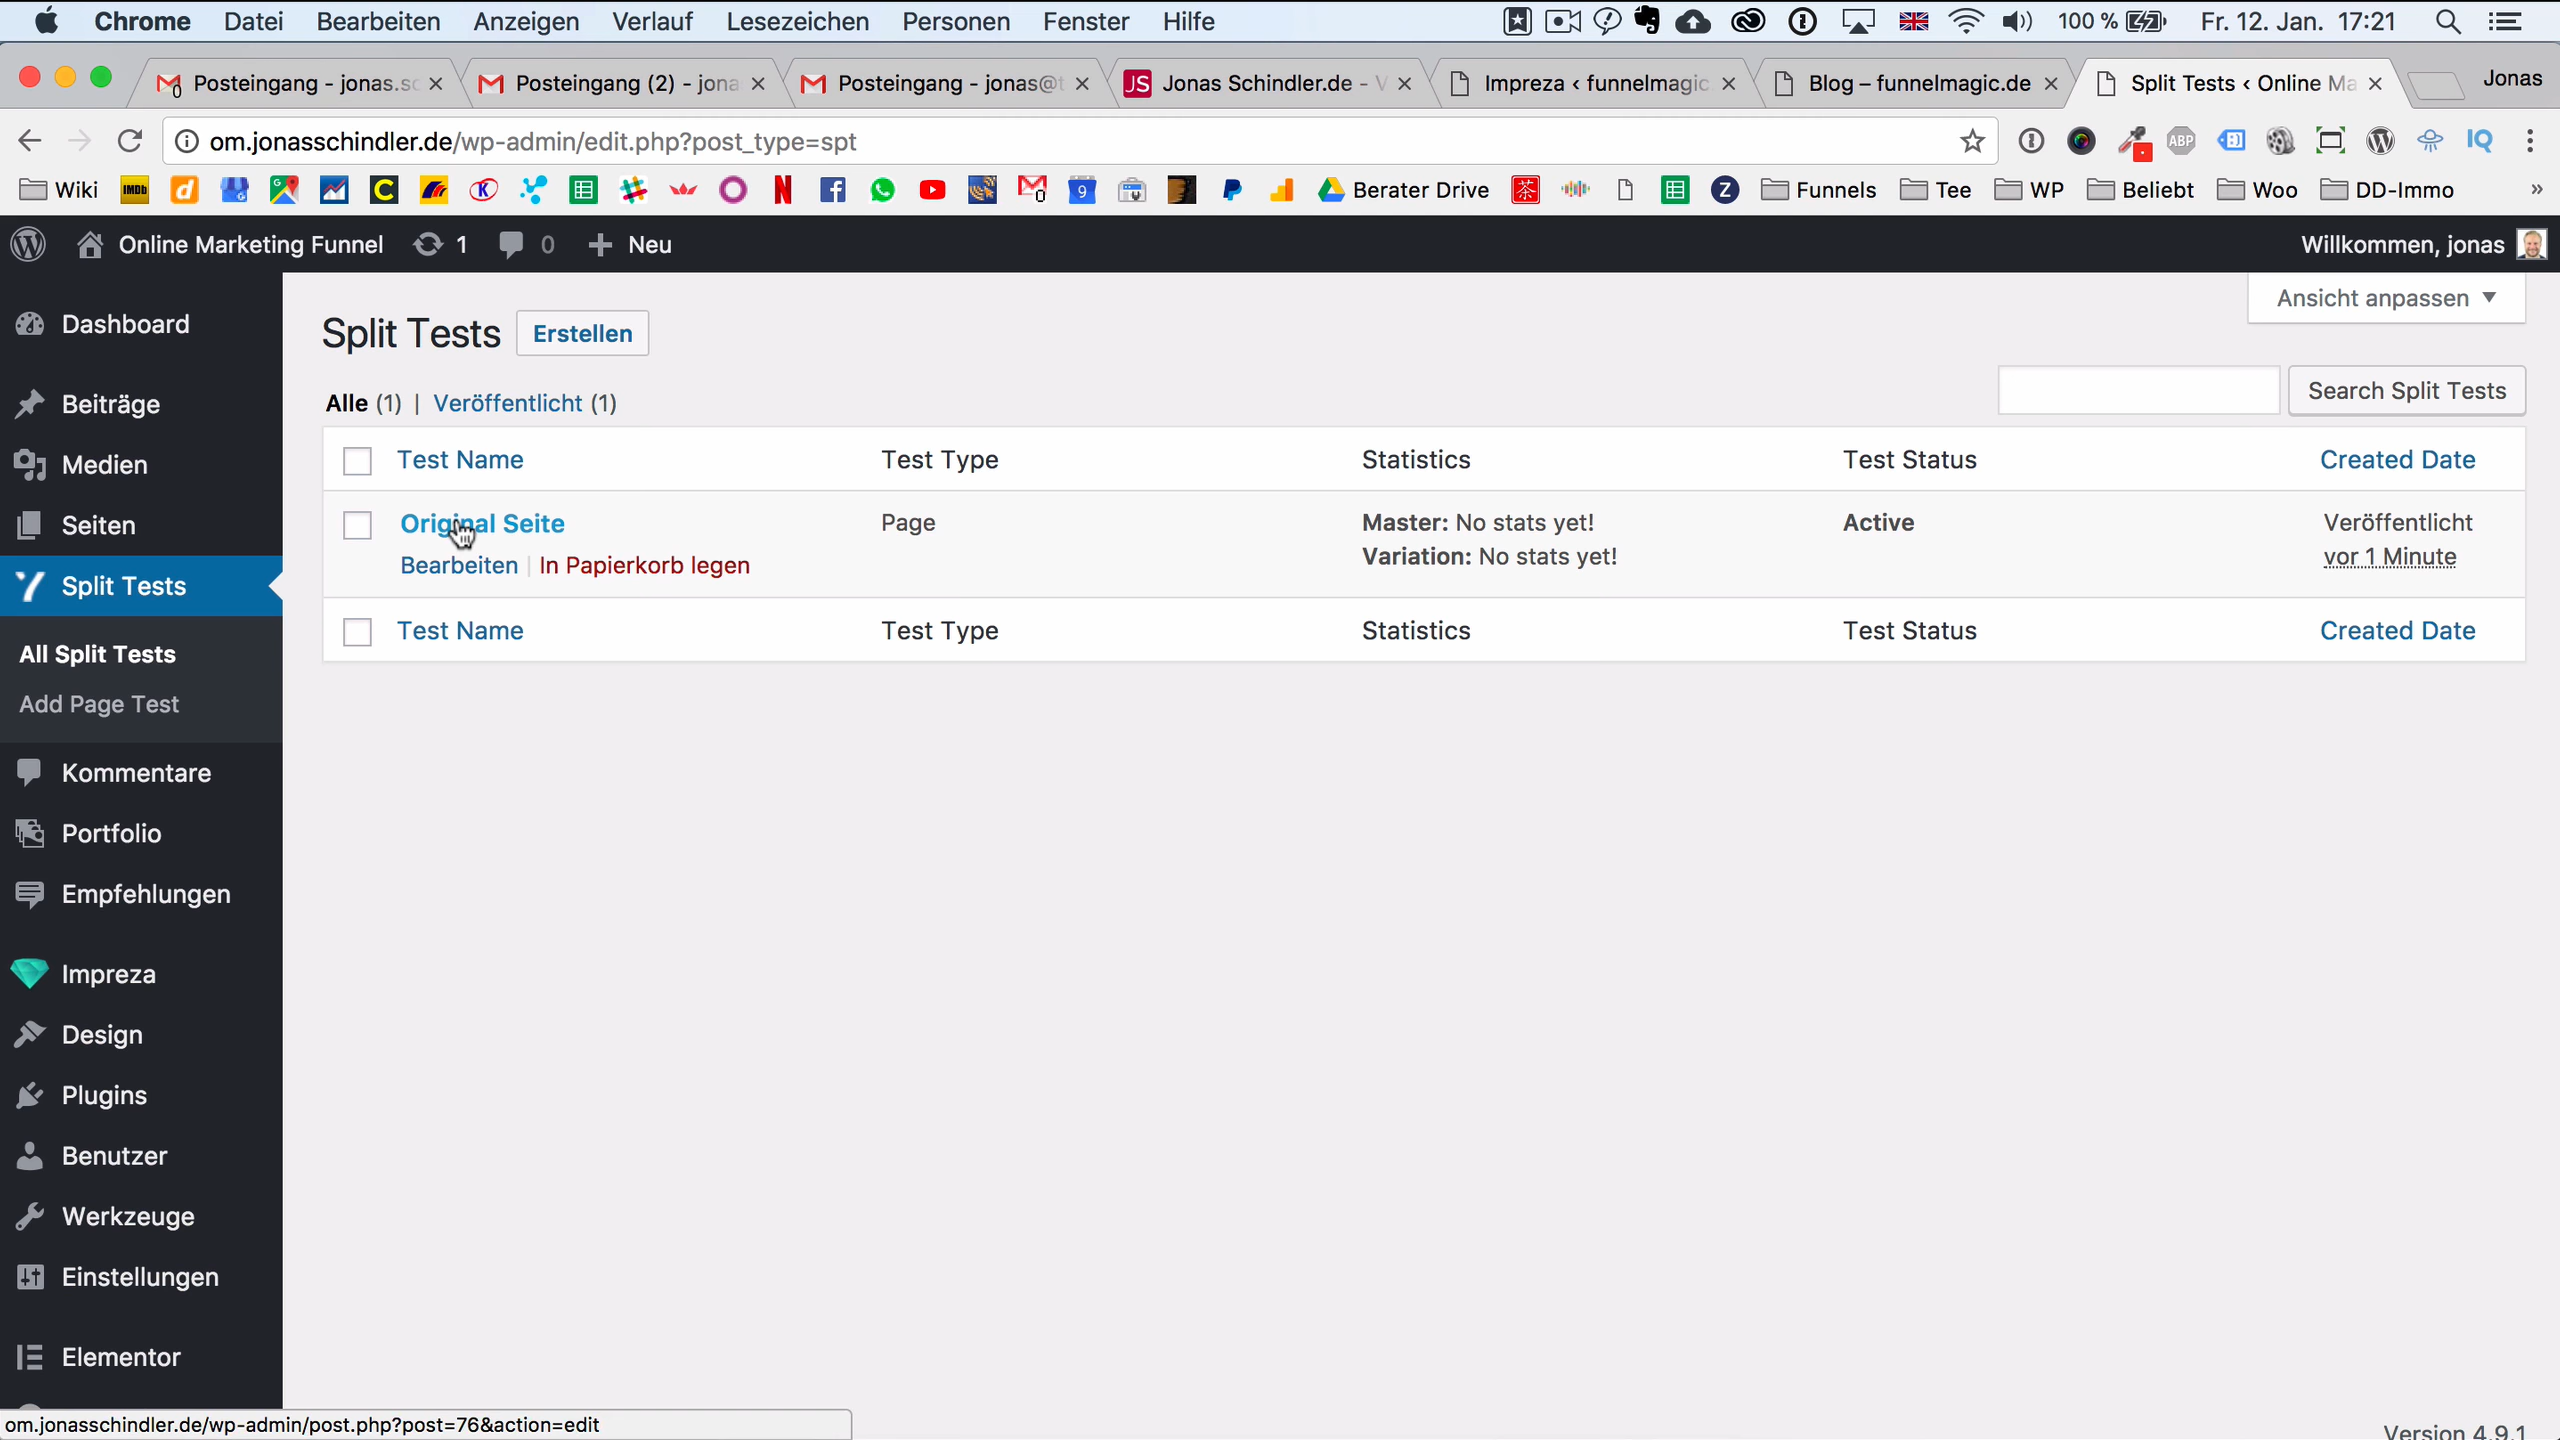 Chrome Datei Bearbeiten Anzeigen Verlauf Lesezeichen Personen Fenster Hilfe 100 % Fr. 12. Jan. 17:21
Posteingang - jonas.sc Posteingang (2) - jona Posteingang - jonas@t Jonas Schindler.de - V Impreza ‹ funnelmagic Blog – funnelmagic.de Split Tests ‹ Online Ma Jonas
om.jonasschindler.de/wp-admin/edit.php?post_type=spt ABP IQ
Wiki IMDb Berater Drive Funnels Tee WP Beliebt Woo DD-Immo »
Online Marketing Funnel 1 0 + Neu Willkommen, jonas
Ansicht anpassen
Dashboard
Beiträge
Medien
Seiten
Split Tests
All Split Tests
Add Page Test
Kommentare
Portfolio
Empfehlungen
Impreza
Design
Plugins
Benutzer
Werkzeuge
Einstellungen
Elementor
Split Tests Erstellen
Alle (1) | Veröffentlicht (1)
Search Split Tests
Test Name Test Type Statistics Test Status Created Date
Original Seite Page Master: No stats yet! Active Veröffentlicht
Bearbeiten | In Papierkorb legen Variation: No stats yet! vor 1 Minute
Test Name Test Type Statistics Test Status Created Date
om.jonasschindler.de/wp-admin/post.php?post=76&action=edit
Version 4.9.1